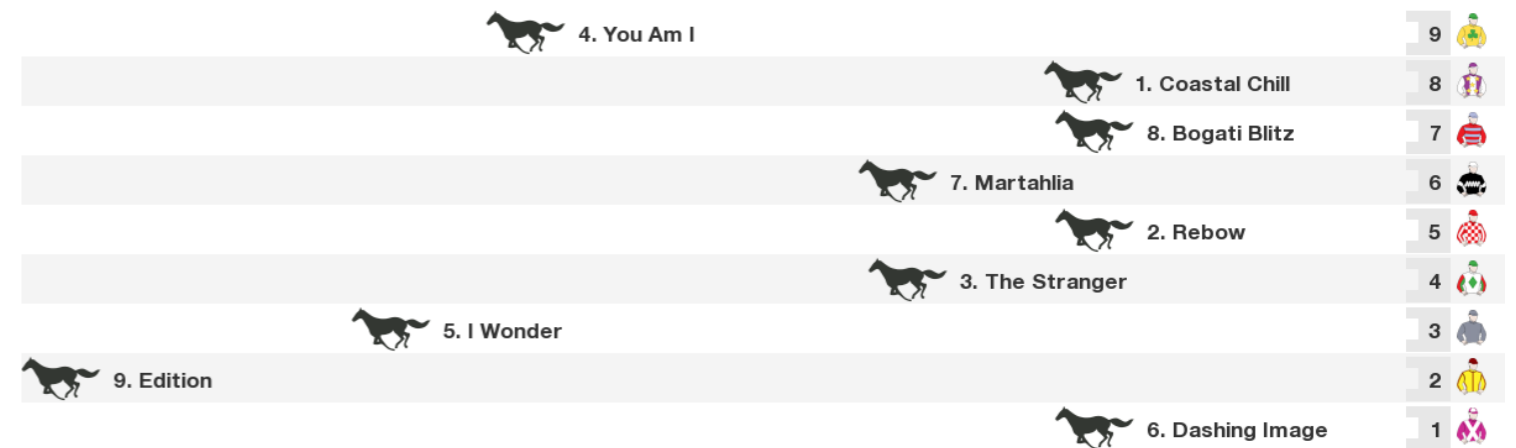 4. You Am I 9
1. Coastal Chill 8
8. Bogati Blitz 7
7. Martahlia 6
2. Rebow 5
3. The Stranger 4
5. I Wonder 3
9. Edition 2
6. Dashing Image 1